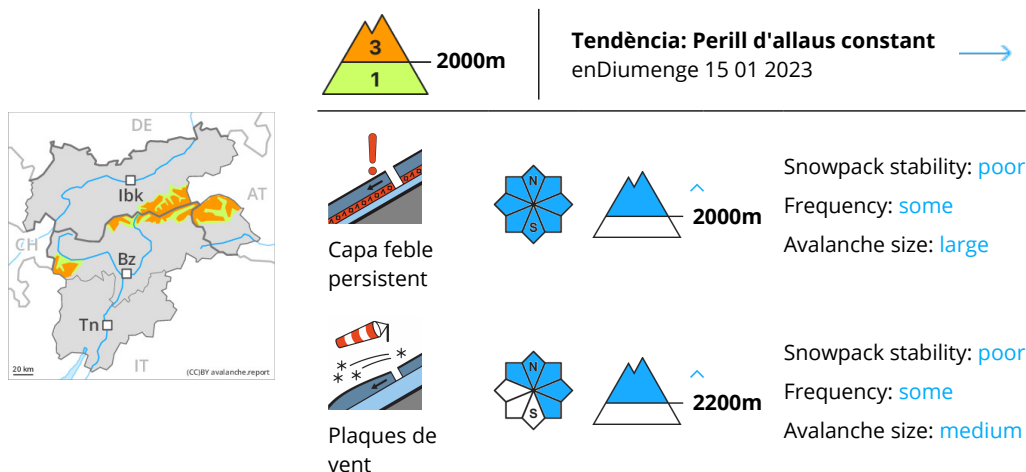 3
1
2000m
Tendència: Perill d'allaus constant
enDiumenge 15 01 2023
DE
AT
Ibk
CH
Bz
Tn
IT
20 km
(CC)BY avalanche.report
N
S
2000m
Capa feble
persistent
Snowpack stability: poor
Frequency: some
Avalanche size: large
N
S
2200m
Plaques de
vent
Snowpack stability: poor
Frequency: some
Avalanche size: medium